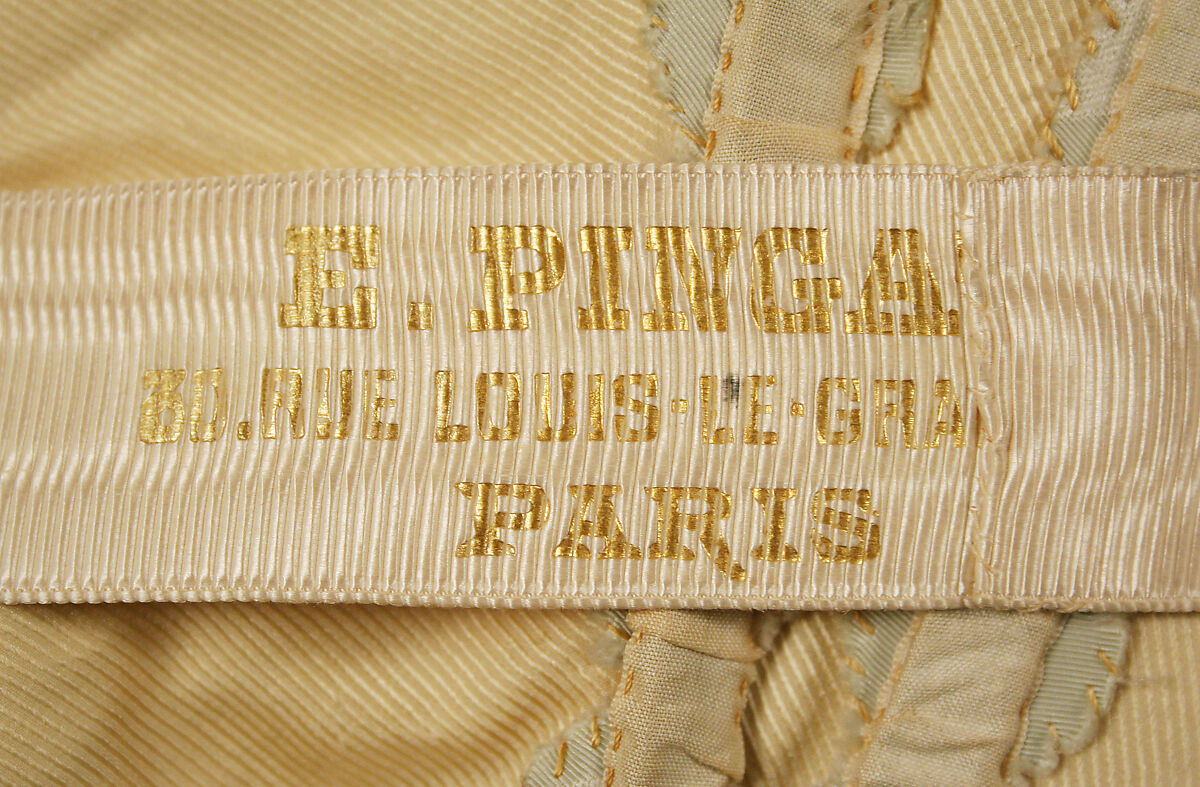 E. PINGA
30. RUE LOUIS-LE-GRA
PARIS